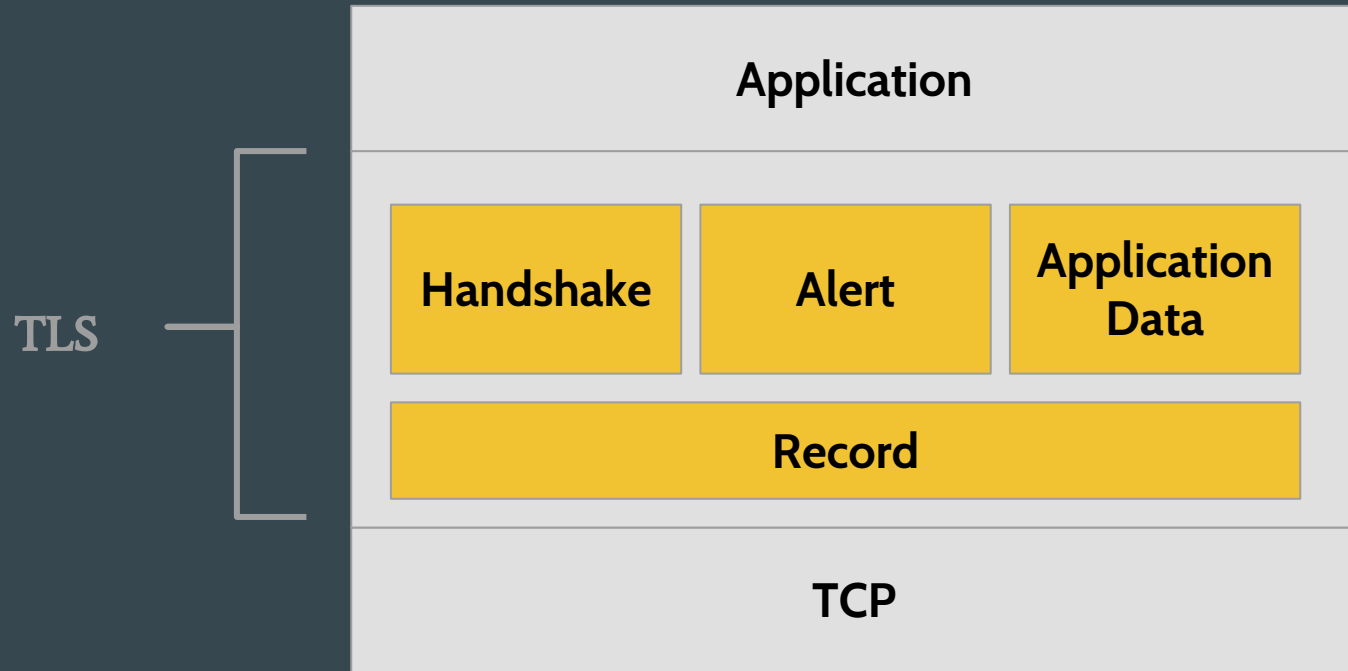 Application
TLS
Handshake
Alert
Application
Data
Record
TCP